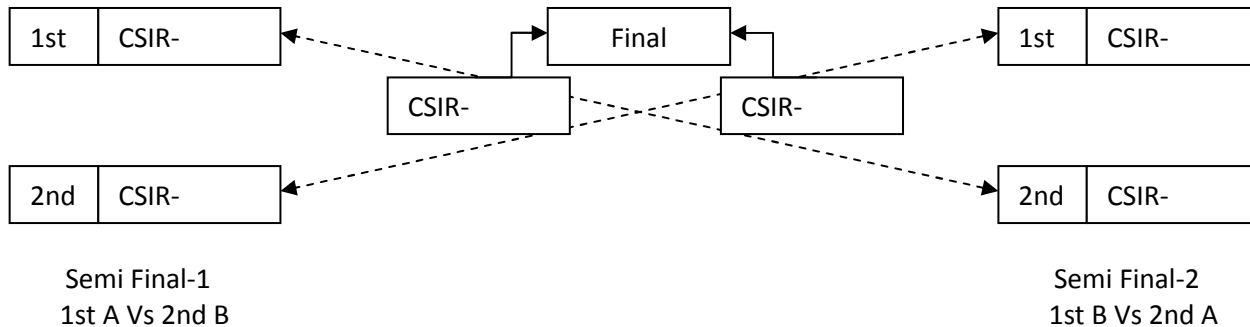 1st CSIR-
Final
1st CSIR-
CSIR-
CSIR-
2nd CSIR-
2nd CSIR-
Semi Final-1
1st A Vs 2nd B
Semi Final-2
1st B Vs 2nd A